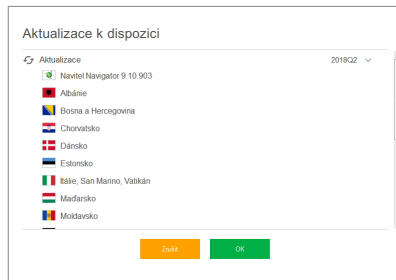 Aktualizace k dispozici
Aktualizace 2018Q2
Navitel Navigator 9.10.903
Albánie
Bosna a Hercegovina
Chorvatsko
Dánsko
Estonsko
Itálie, San Marino, Vatikán
Maďarsko
Moldavsko
Zrušit OK